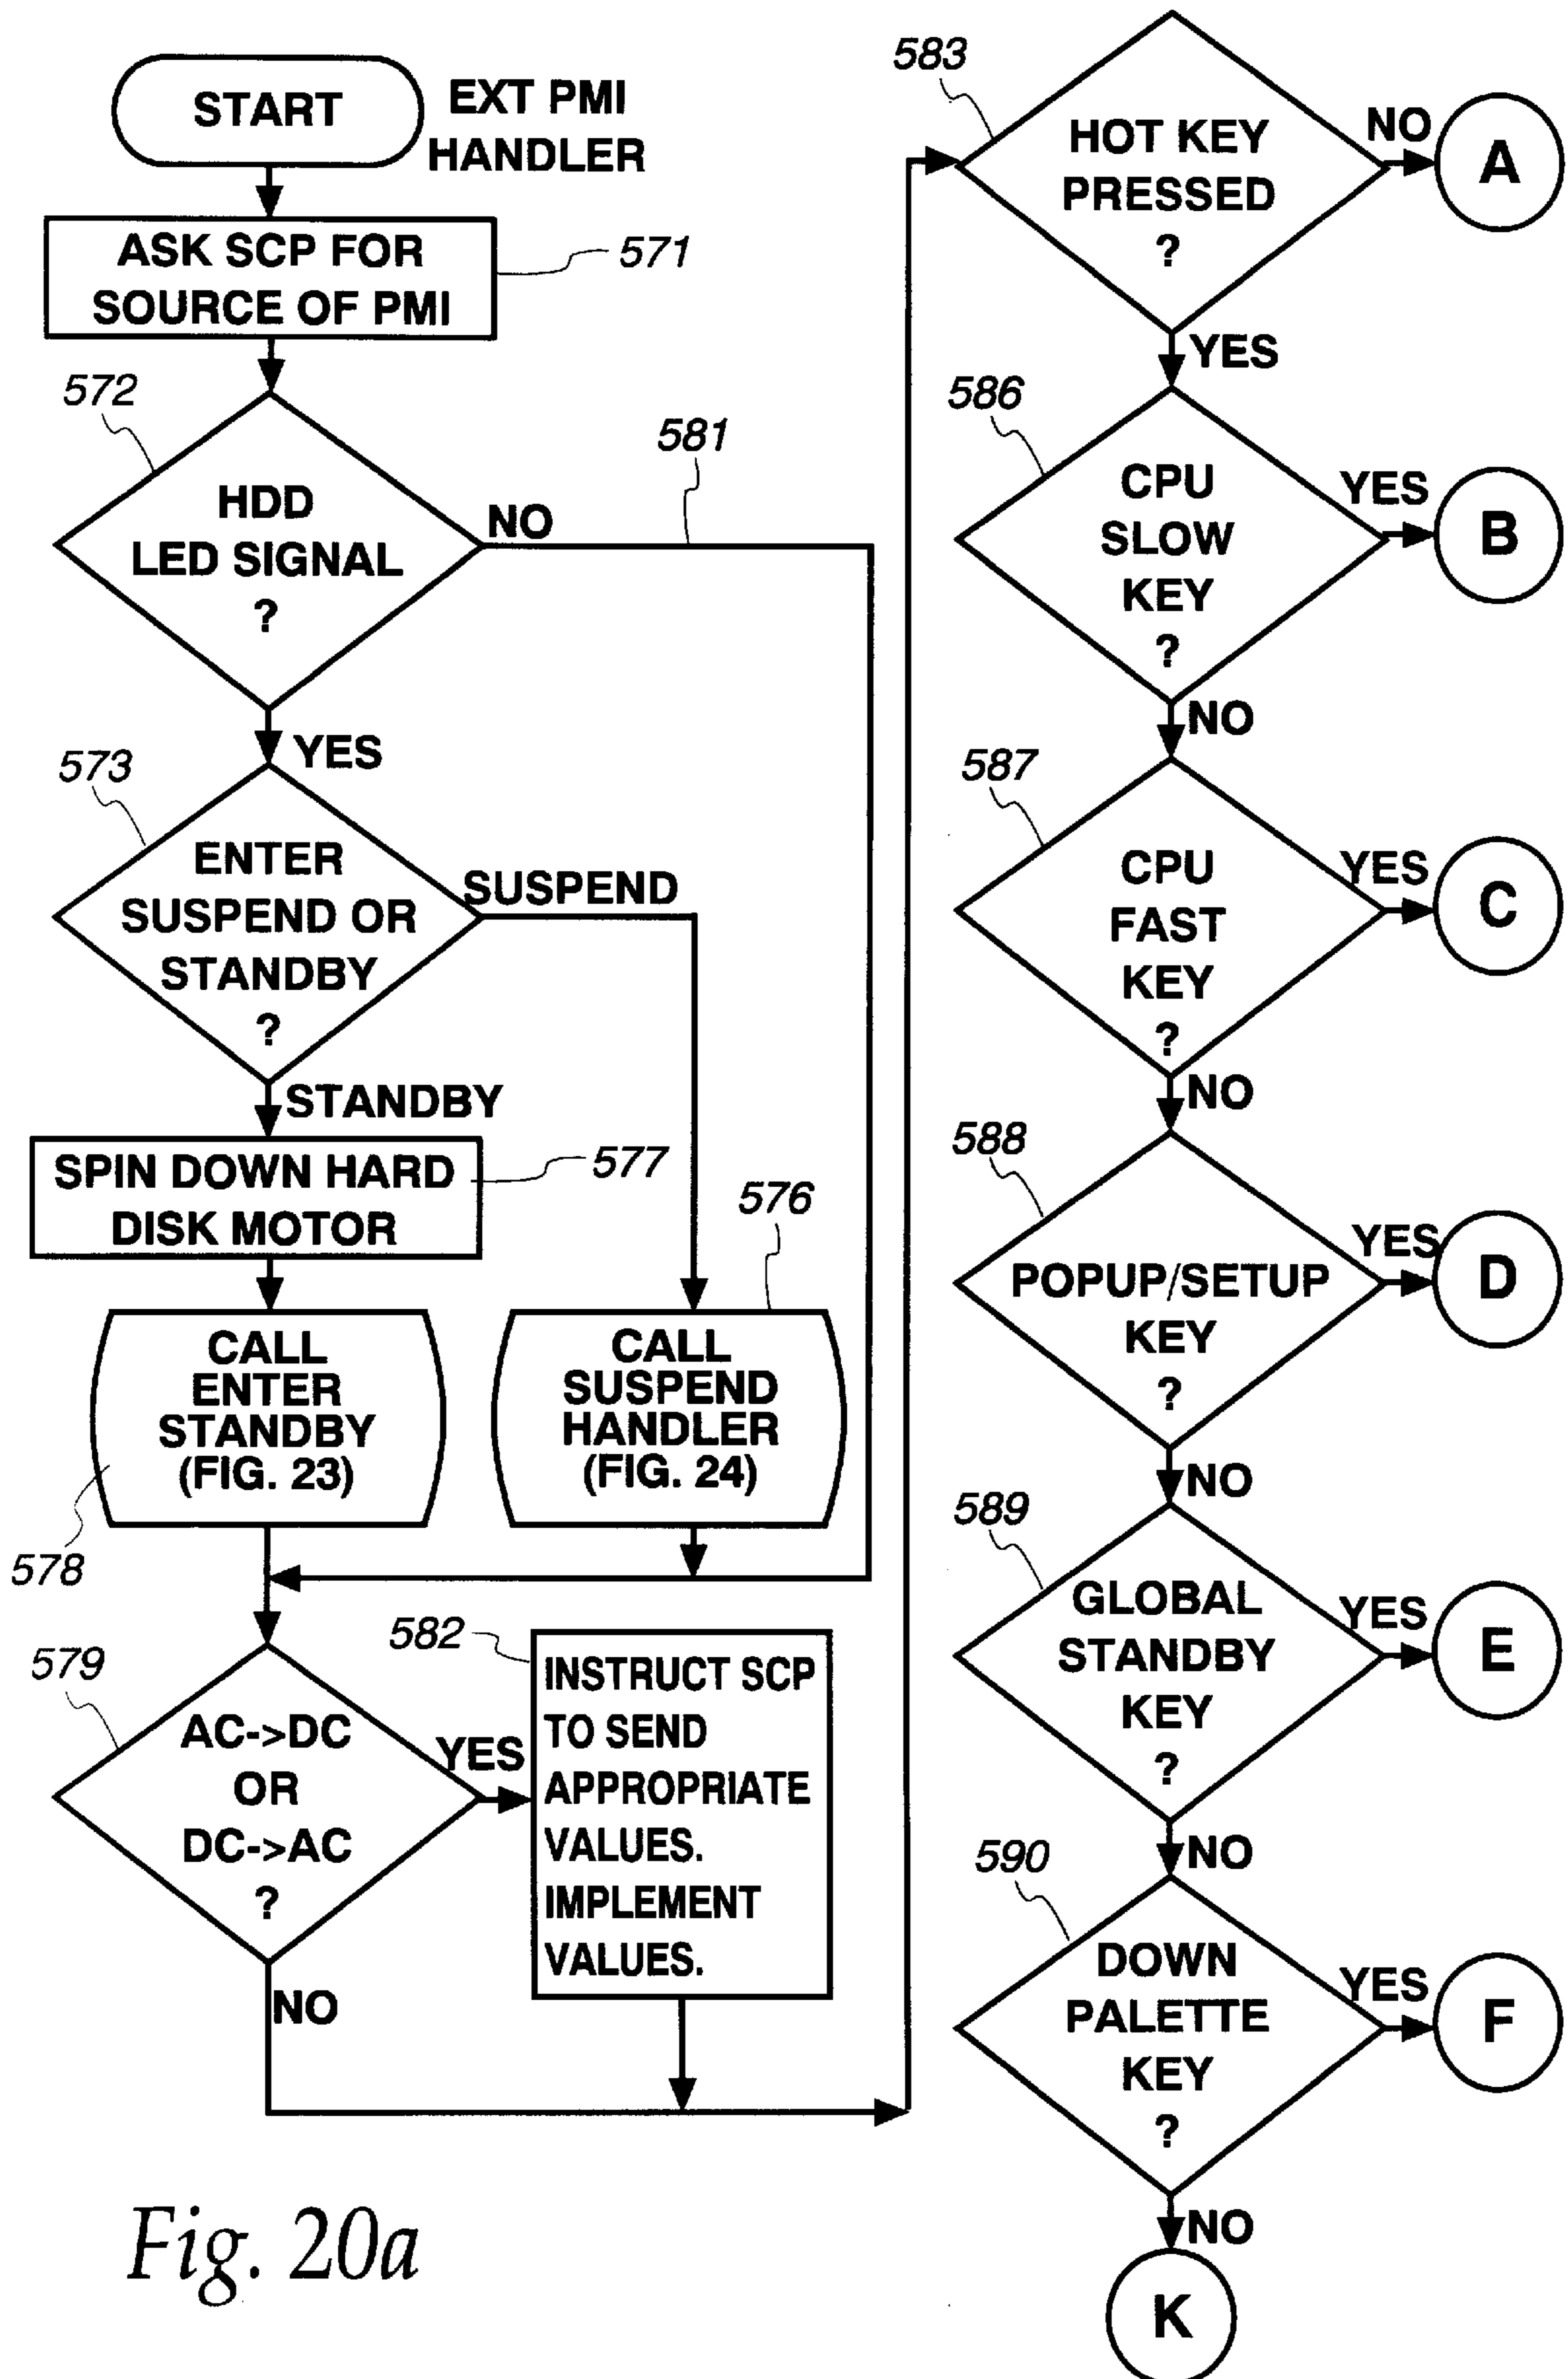 START
EXT PMI
HANDLER
ASK SCP FOR
SOURCE OF PMI
571
572
HDD
LED SIGNAL
?
NO
581
YES
573
ENTER
SUSPEND OR
STANDBY
?
SUSPEND
STANDBY
SPIN DOWN HARD
DISK MOTOR
577
576
CALL
ENTER
STANDBY
(FIG. 23)
578
CALL
SUSPEND
HANDLER
(FIG. 24)
579
AC->DC
OR
DC->AC
?
YES
582
INSTRUCT SCP
TO SEND
APPROPRIATE
VALUES.
IMPLEMENT
VALUES.
NO
583
HOT KEY
PRESSED
?
NO
A
YES
586
CPU
SLOW
KEY
?
YES
B
NO
587
CPU
FAST
KEY
?
YES
C
NO
588
POPUP/SETUP
KEY
?
YES
D
NO
589
GLOBAL
STANDBY
KEY
?
YES
E
NO
590
DOWN
PALETTE
KEY
?
YES
F
NO
K
Fig. 20a